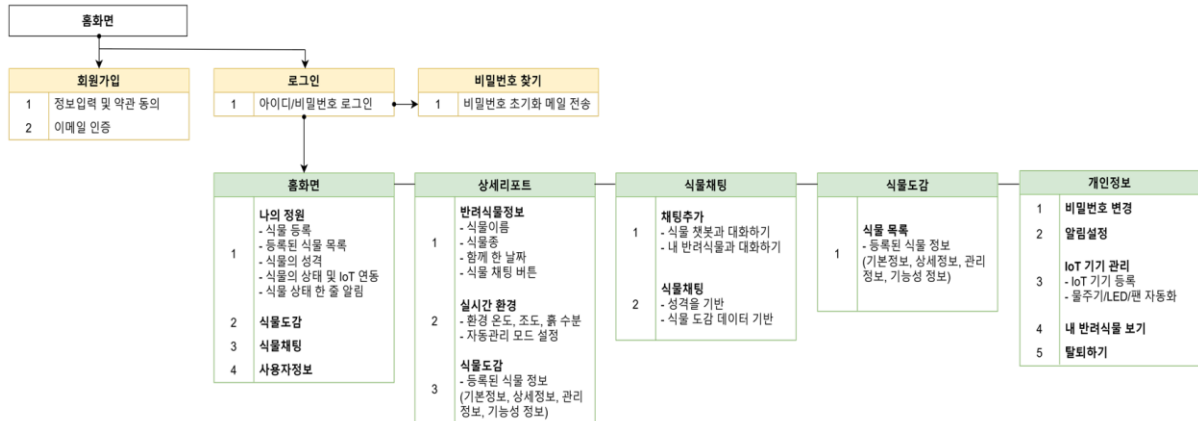 홈화면
회원가입
1 정보입력 및 약관 동의
2 이메일 인증
로그인
1 아이디/비밀번호 로그인
비밀번호 찾기
1 비밀번호 초기화 메일 전송
홈화면
1 나의 정원
- 식물 등록
- 등록된 식물 목록
- 식물의 성격
- 식물의 상태 및 IoT 연동
- 식물 상태 한 줄 알림
2 식물도감
3 식물채팅
4 사용자정보
상세리포트
1 반려식물정보
- 식물이름
- 식물종
- 함께 한 날짜
- 식물 채팅 버튼
2 실시간 환경
- 환경 온도, 조도, 흙 수분
- 자동관리 모드 설정
3 식물도감
- 등록된 식물 정보
(기본정보, 상세정보, 관리
정보, 기능성 정보)
식물채팅
1 채팅추가
- 식물 챗봇과 대화하기
- 내 반려식물과 대화하기
2 식물채팅
- 성격을 기반
- 식물 도감 데이터 기반
식물도감
1 식물 목록
- 등록된 식물 정보
(기본정보, 상세정보, 관리
정보, 기능성 정보)
개인정보
1 비밀번호 변경
2 알림설정
3 IoT 기기 관리
- IoT 기기 등록
- 물주기/LED/팬 자동화
4 내 반려식물 보기
5 탈퇴하기